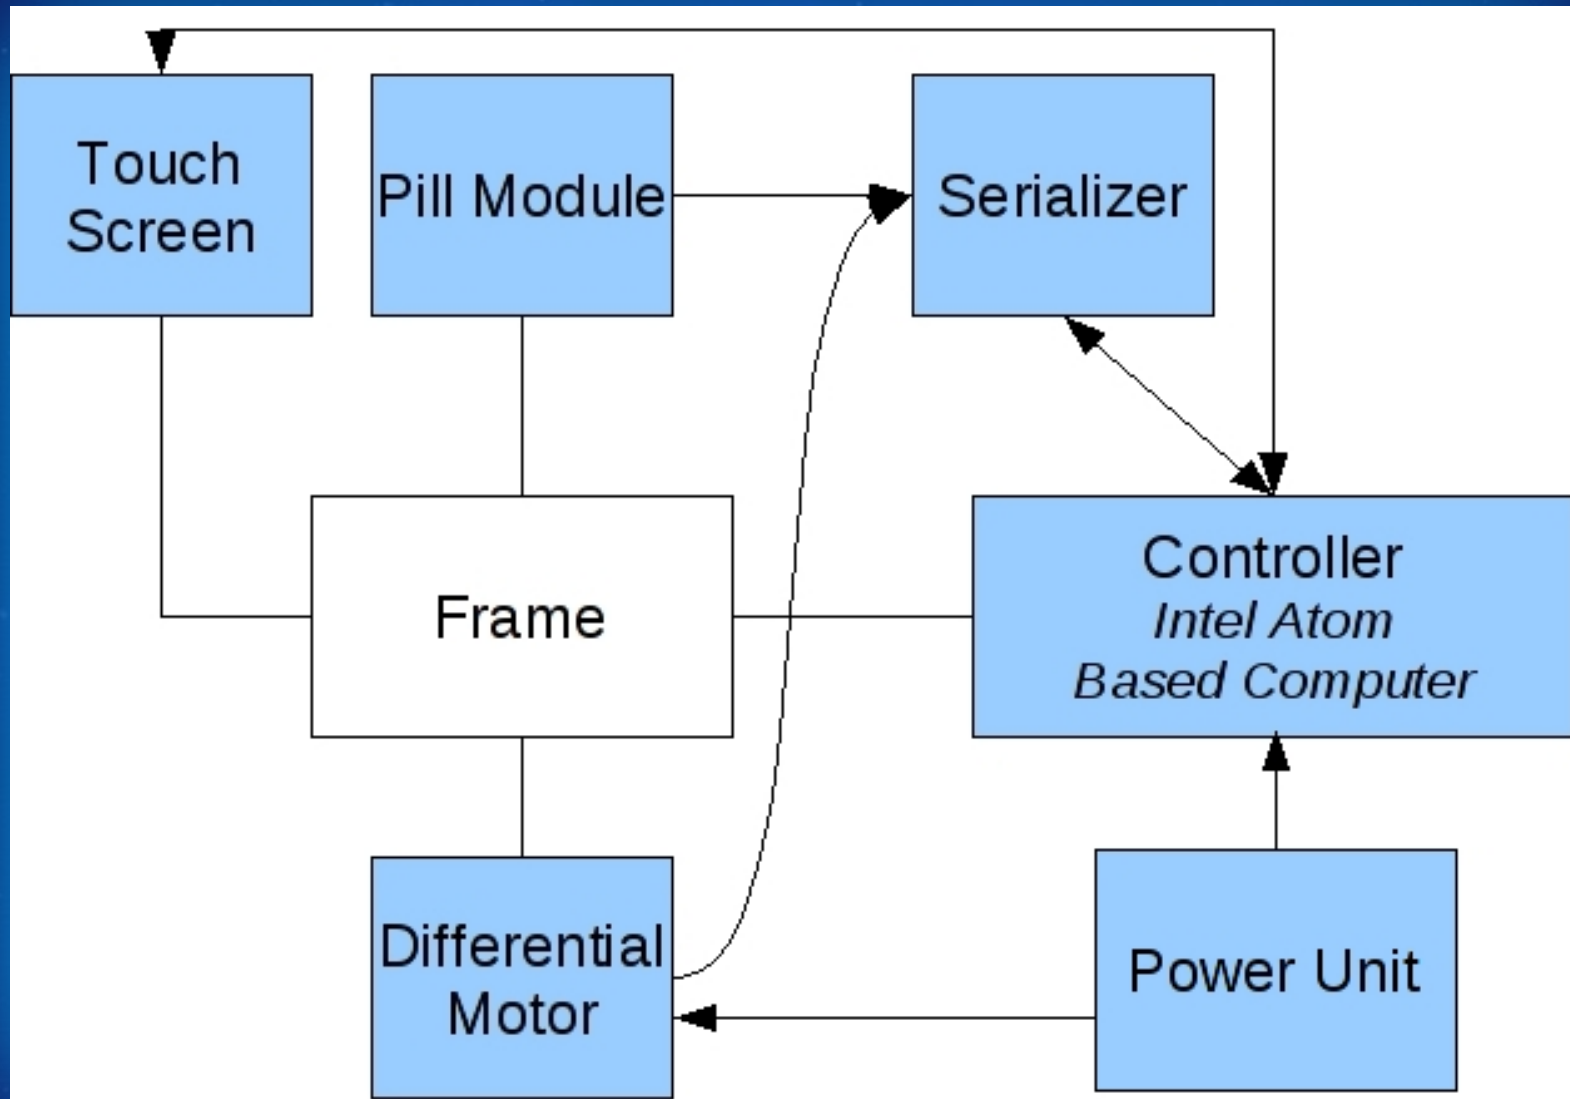 Touch
Screen
Pill Module
Serializer
Frame
Controller
Intel Atom
Based Computer
Differential
Motor
Power Unit